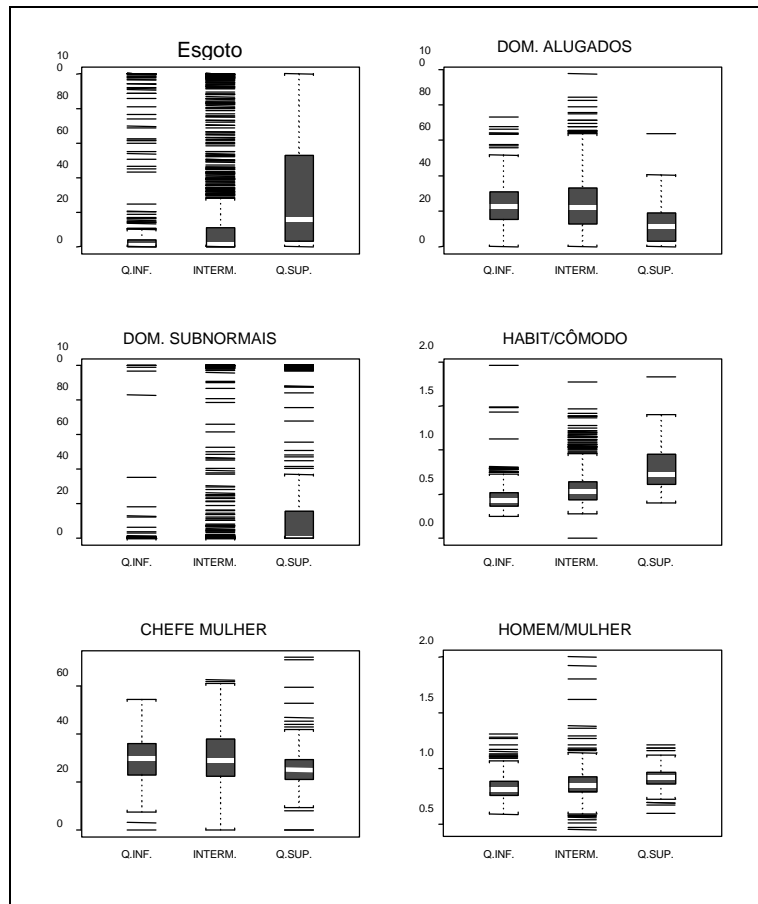 Esgoto
10
0
80
60
40
20
0
Q.INF. INTERM. Q.SUP.
DOM. ALUGADOS
10
0
80
60
40
20
0
Q.INF. INTERM. Q.SUP.
DOM. SUBNORMAIS
10
0
80
60
40
20
0
Q.INF. INTERM. Q.SUP.
HABIT/CÔMODO
2.0
1.5
1.0
0.5
0.0
Q.INF. INTERM. Q.SUP.
CHEFE MULHER
60
40
20
0
Q.INF. INTERM. Q.SUP.
HOMEM/MULHER
2.0
1.5
1.0
0.5
Q.INF. INTERM. Q.SUP.